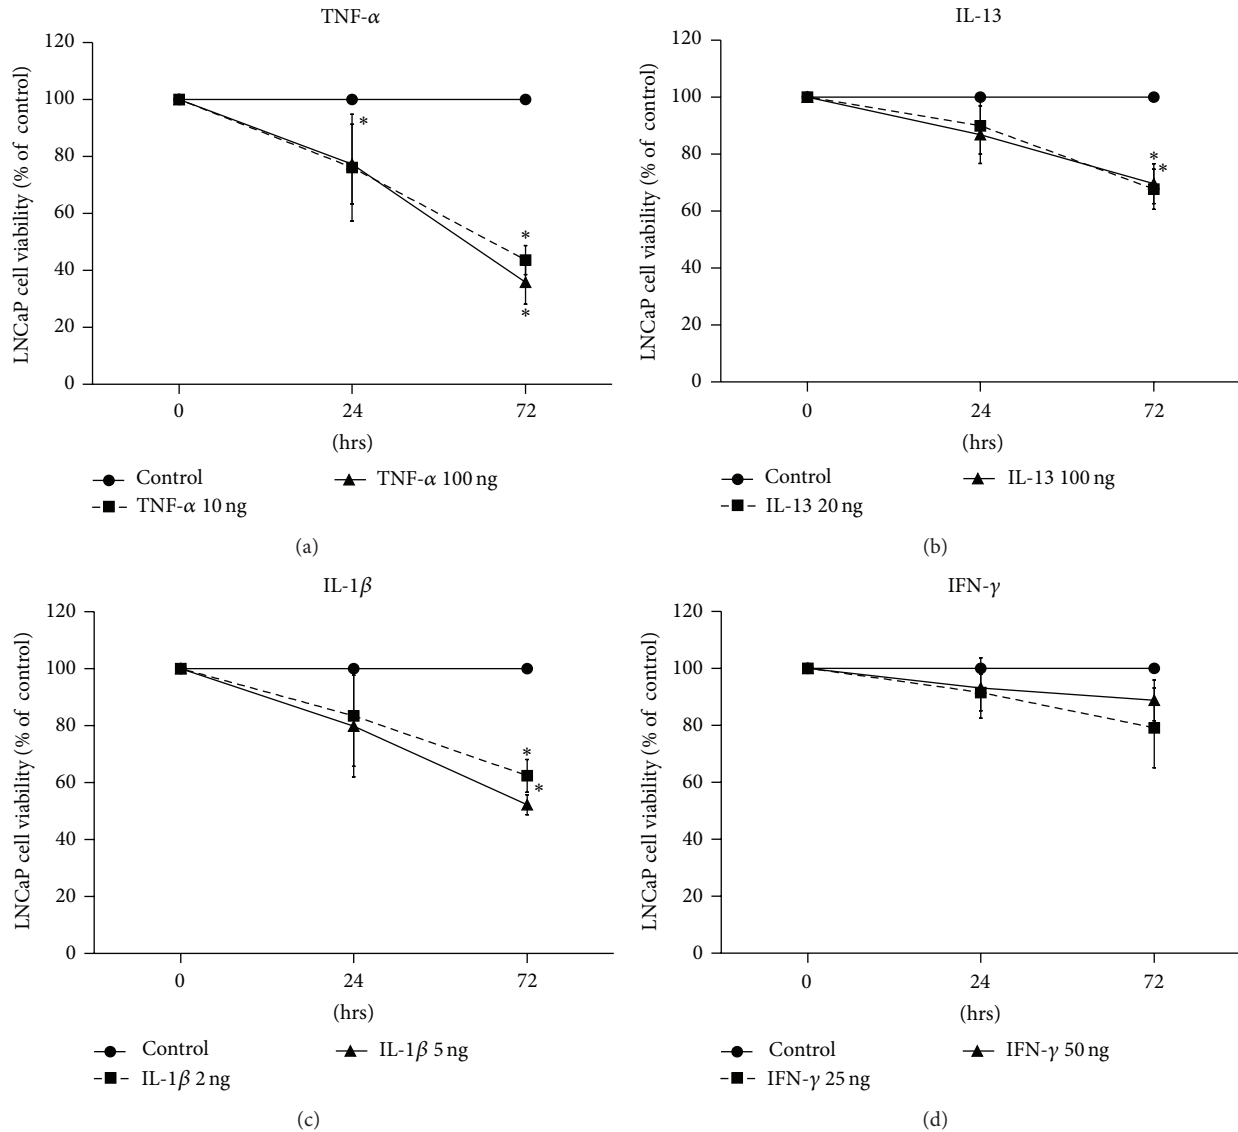 TNF-α
LNCaP cell viability (% of control)
120
100
80
60
40
20
0
*
*
*
0 24 72
(hrs)
Control TNF-α 100 ng
TNF-α 10 ng
(a)
IL-13
LNCaP cell viability (% of control)
120
100
80
60
40
20
0
*
*
0 24 72
(hrs)
Control IL-13 100 ng
IL-13 20 ng
(b)
IL-1β
LNCaP cell viability (% of control)
120
100
80
60
40
20
0
*
*
0 24 72
(hrs)
Control IL-1β 5 ng
IL-1β 2 ng
(c)
IFN-γ
LNCaP cell viability (% of control)
120
100
80
60
40
20
0
0 24 72
(hrs)
Control IFN-γ 50 ng
IFN-γ 25 ng
(d)